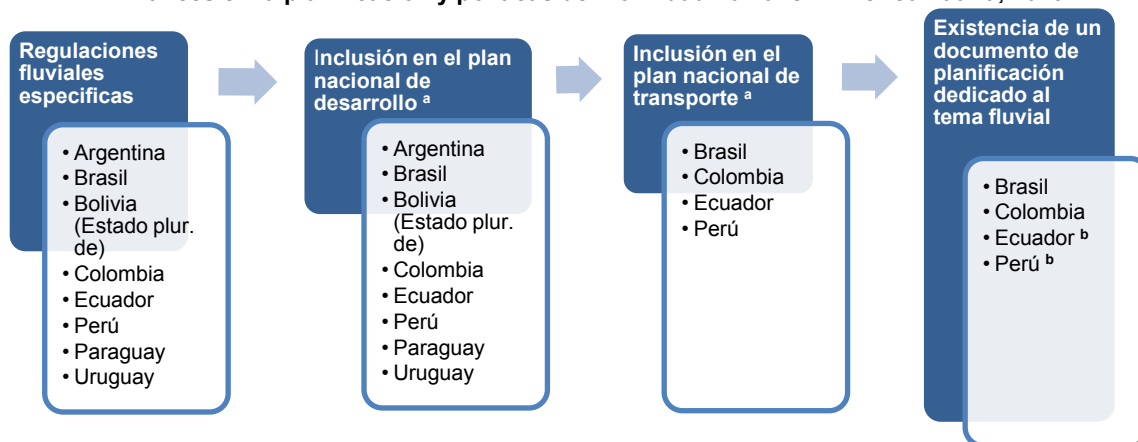 Regulaciones
fluviales
especificas
• Argentina
• Brasil
• Bolivia
(Estado plur.
de)
• Colombia
• Ecuador
• Perú
• Paraguay
• Uruguay
Inclusión en el plan
nacional de
desarrollo a
• Argentina
• Brasil
• Bolivia
(Estado plur.
de)
• Colombia
• Ecuador
• Perú
• Paraguay
• Uruguay
Inclusión en el
plan nacional de
transporte a
• Brasil
• Colombia
• Ecuador
• Perú
Existencia de un
documento de
planificación
dedicado al
tema fluvial
• Brasil
• Colombia
• Ecuador b
• Perú b